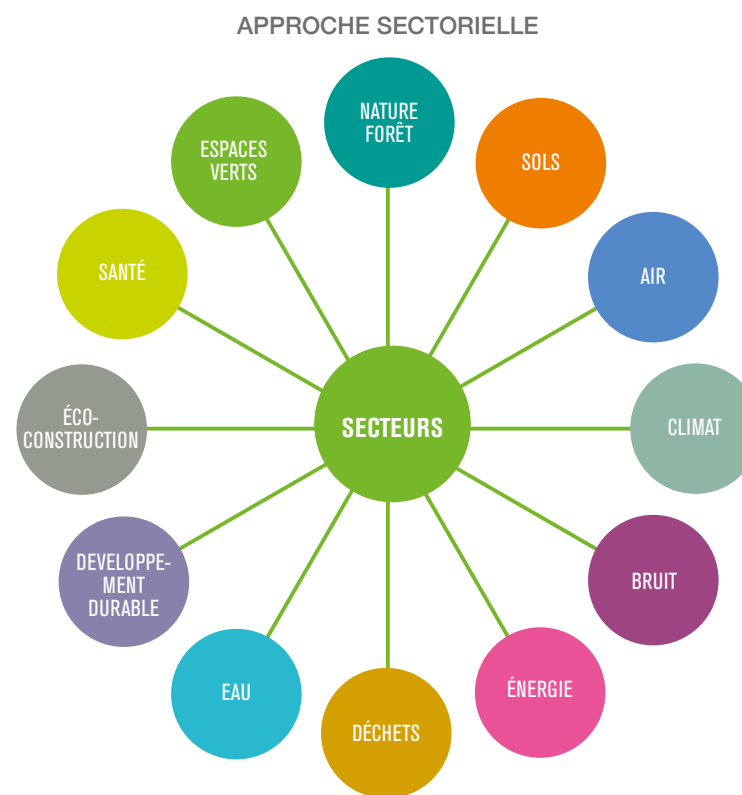 APPROCHE SECTORIELLE
NATURE
FORÊT
SOLS
AIR
CLIMAT
BRUIT
ÉNERGIE
DÉCHETS
EAU
DEVELOPPE-
MENT
DURABLE
ÉCO-
CONSTRUCTION
SANTÉ
ESPACES
VERTS
SECTEURS